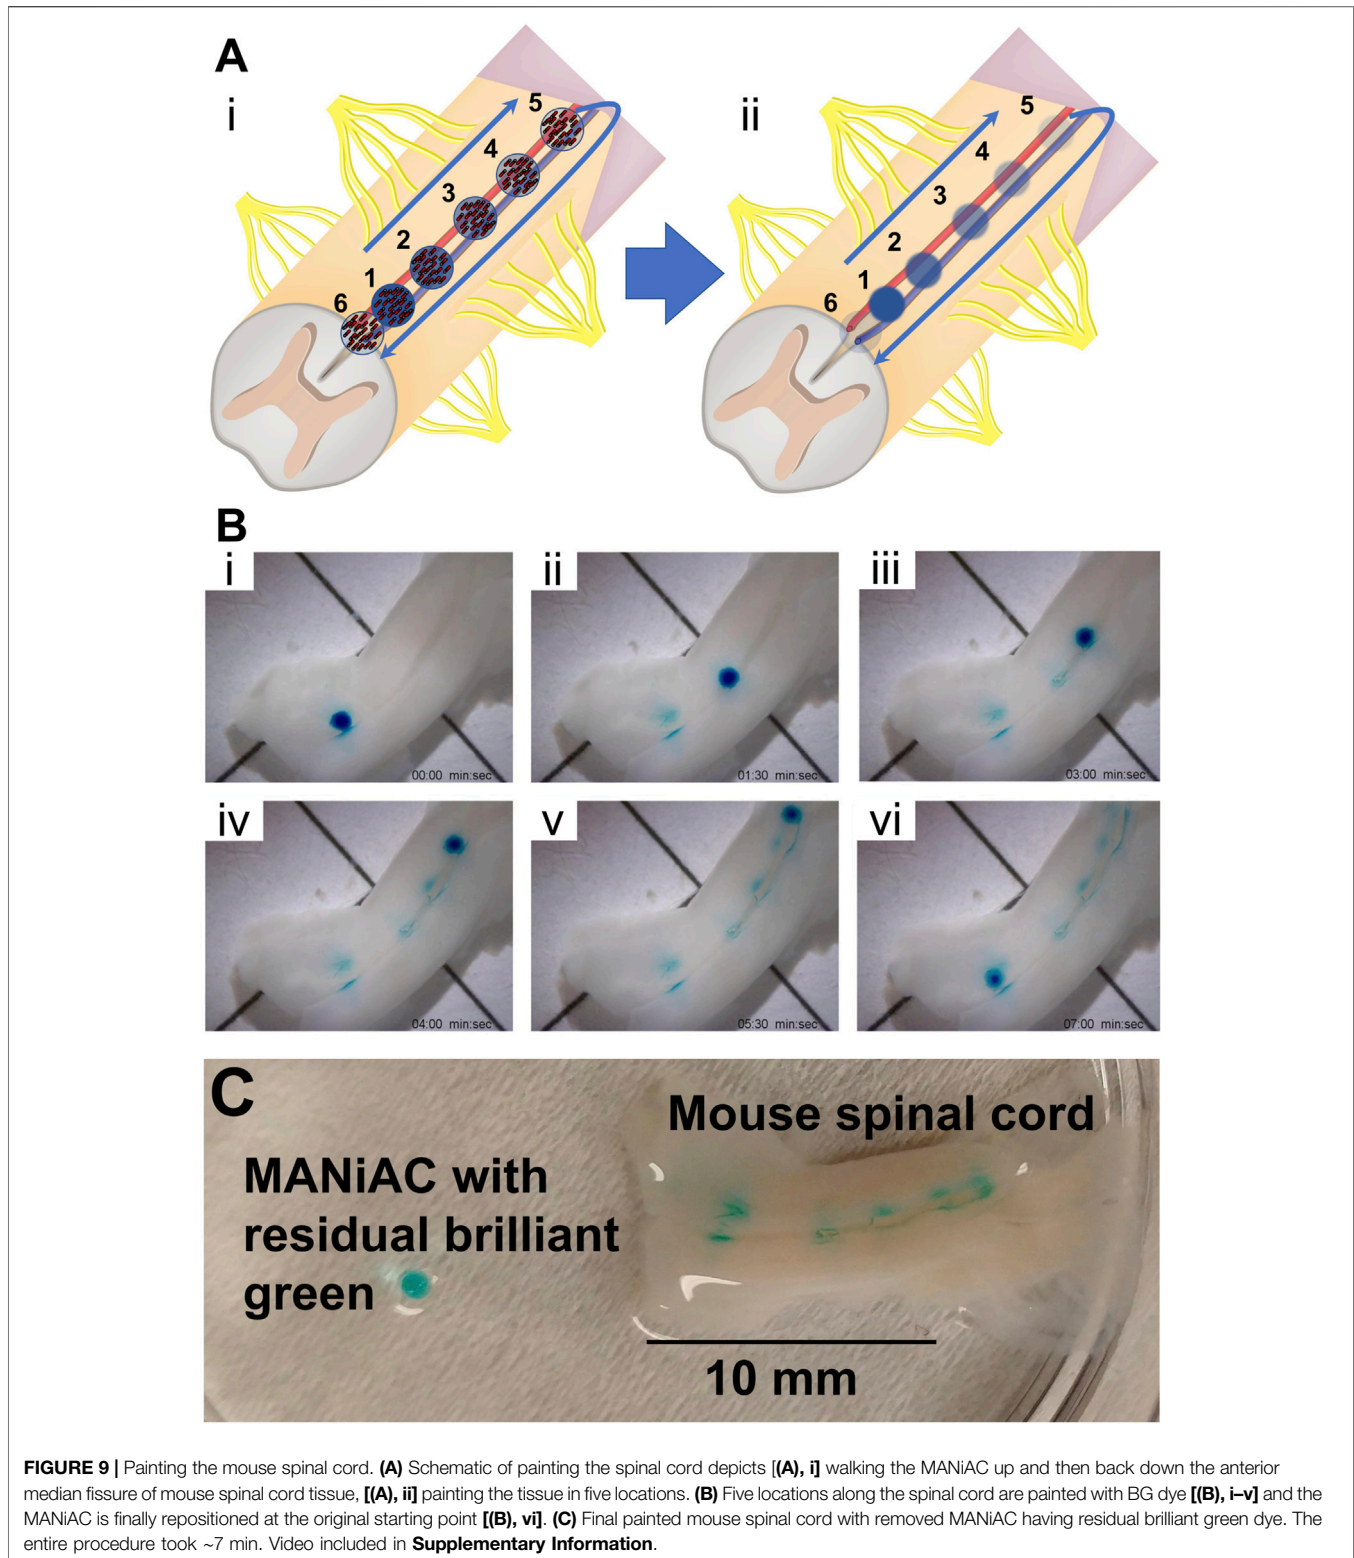 A
i
5
4
3
2
1
6
ii
5
4
3
2
1
6
B
i
00:00 min:sec
ii
01:30 min:sec
iii
03:00 min:sec
iv
04:00 min:sec
v
05:30 min:sec
vi
07:00 min:sec
C
Mouse spinal cord
MANiAC with
residual brilliant
green
10 mm
FIGURE 9 | Painting the mouse spinal cord. (A) Schematic of painting the spinal cord depicts [(A), i] walking the MANiAC up and then back down the anterior
median fissure of mouse spinal cord tissue, [(A), ii] painting the tissue in five locations. (B) Five locations along the spinal cord are painted with BG dye [(B), i–v] and the
MANiAC is finally repositioned at the original starting point [(B), vi]. (C) Final painted mouse spinal cord with removed MANiAC having residual brilliant green dye. The
entire procedure took ~7 min. Video included in Supplementary Information.